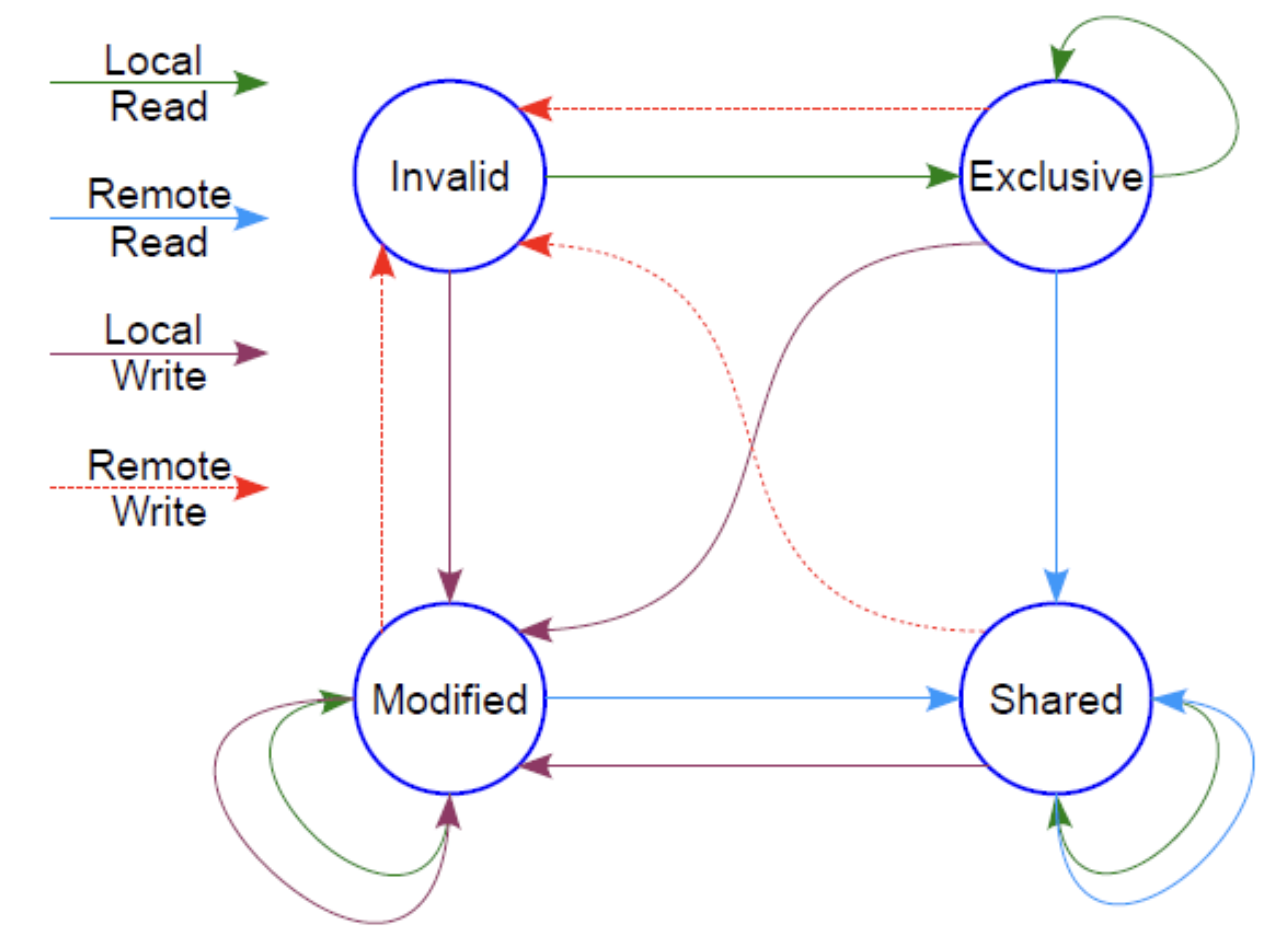 Local
Read
Remote
Read
Local
Write
Remote
Write
Invalid
Exclusive
Modified
Shared